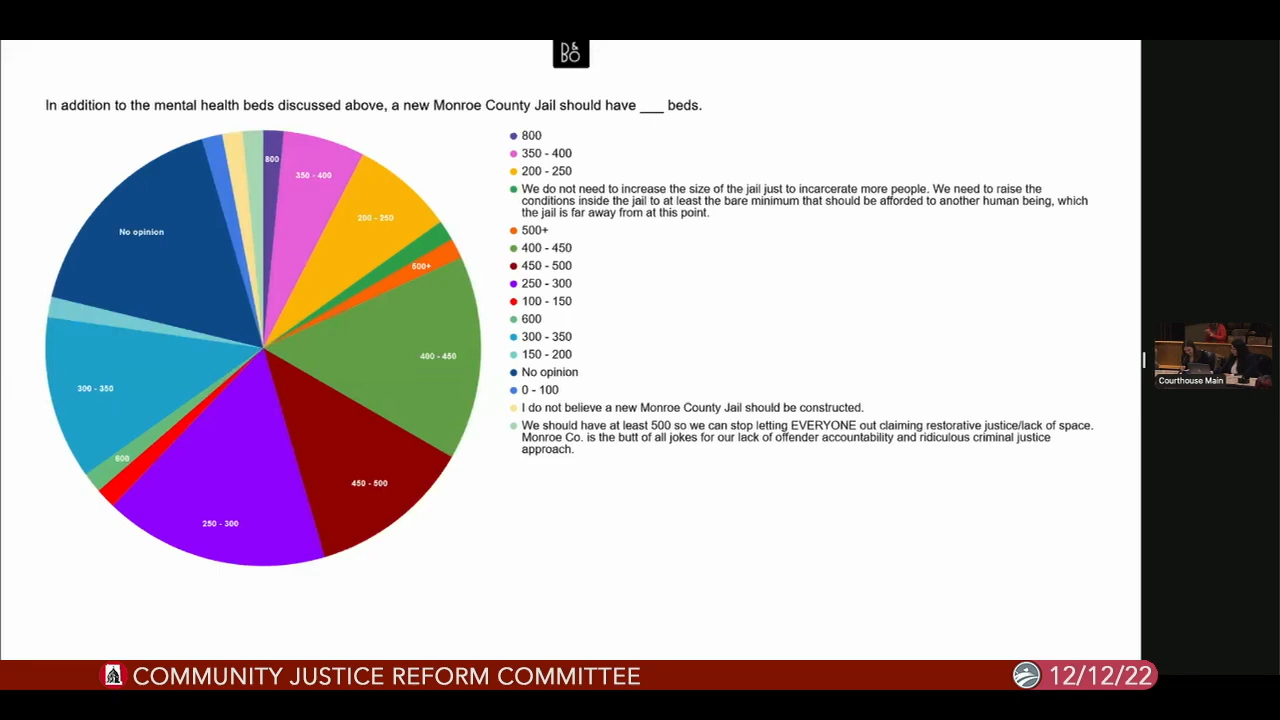 D&
BO
In addition to the mental health beds discussed above, a new Monroe County Jail should have ___ beds.
800
350 - 400
200 - 250
We do not need to increase the size of the jail just to incarcerate more people. We need to raise the
conditions inside the jail to at least the bare minimum that should be afforded to another human being, which
the jail is far away from at this point.
500+
400 - 450
450 - 500
250 - 300
100 - 150
600
300 - 350
150 - 200
No opinion
0 - 100
I do not believe a new Monroe County Jail should be constructed.
We should have at least 500 so we can stop letting EVERYONE out claiming restorative justice/lack of space.
Monroe Co. is the butt of all jokes for our lack of offender accountability and ridiculous criminal justice
approach.
800
350 - 400
200 - 250
500+
400 - 450
450 - 500
250 - 300
600
300 - 350
No opinion
Courthouse Main
COMMUNITY JUSTICE REFORM COMMITTEE
12/12/22